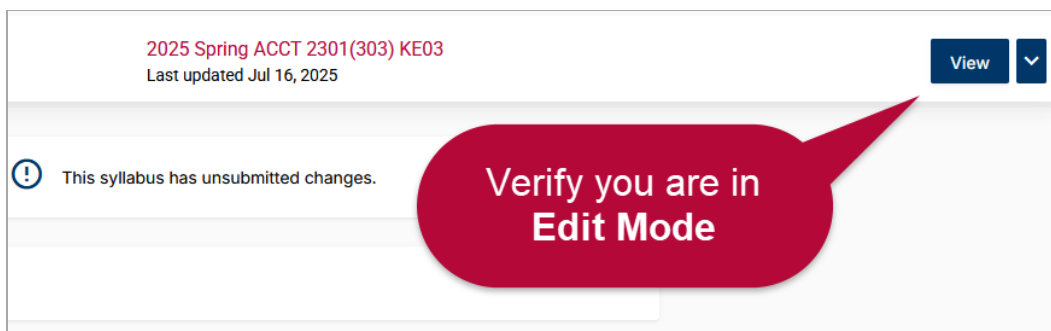 2025 Spring ACCT 2301(303) KE03
Last updated Jul 16, 2025
View
This syllabus has unsubmitted changes.
Verify you are in
Edit Mode